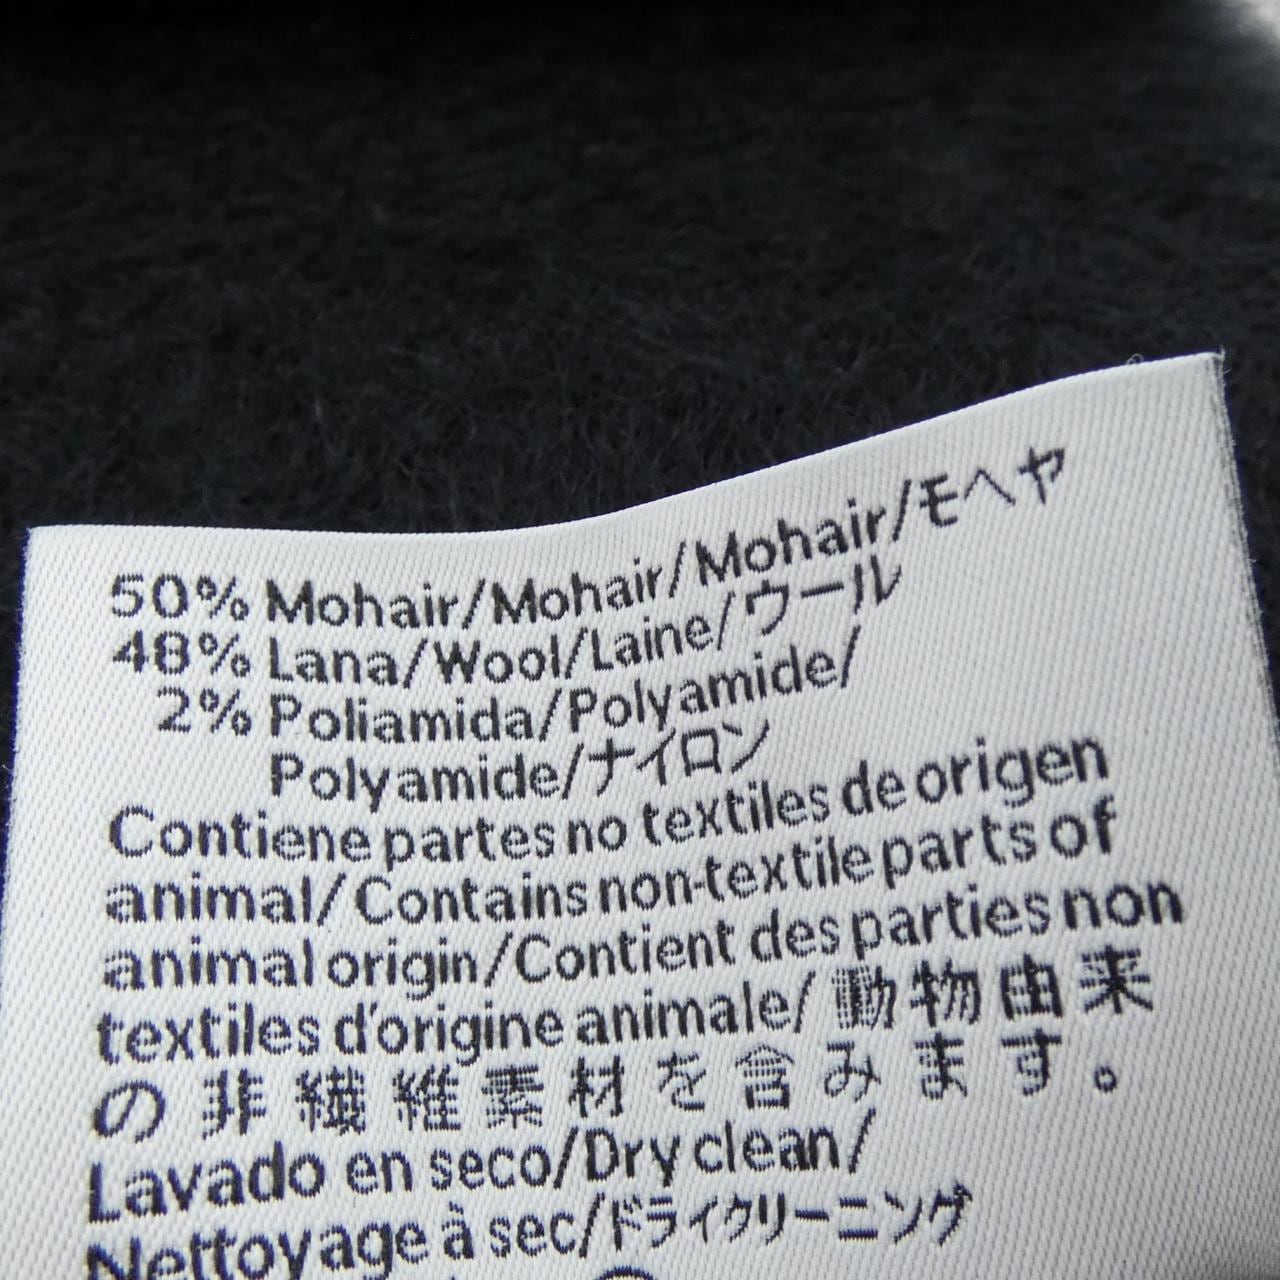 50% Mohair/Mohair/Mohair/モヘヤ
48% Lana/Wool/Laine/ウール
2% Poliamida/Polyamide/
Polyamide/ナイロン
Contiene partes no textiles de origen
animal/Contains non-textile parts of
animal origin/Contient des parties non
textiles d'origine animale/動物由来
の非繊維素材を含みます。
Lavado en seco/Dry clean/
Nettoyage à sec/ドライクリーニング